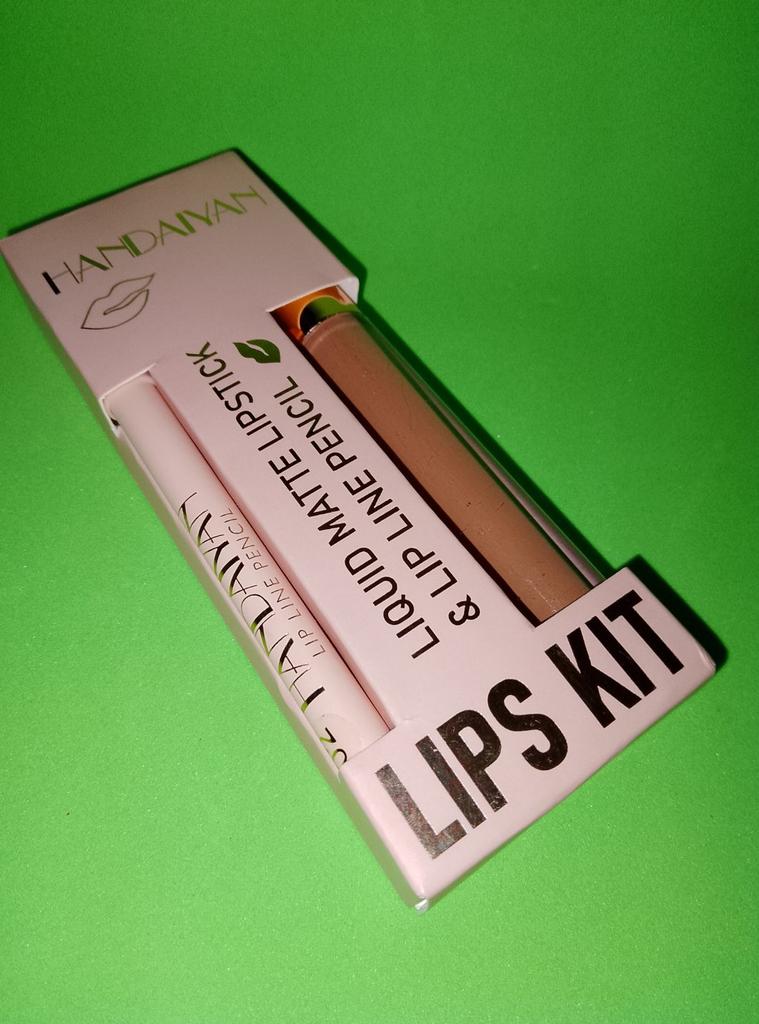 HANDAIYAN
LIQUID MATTE LIPSTICK
& LIP LINE PENCIL
HANDAIYAN
LIP LINE PENCIL
LIPS KIT